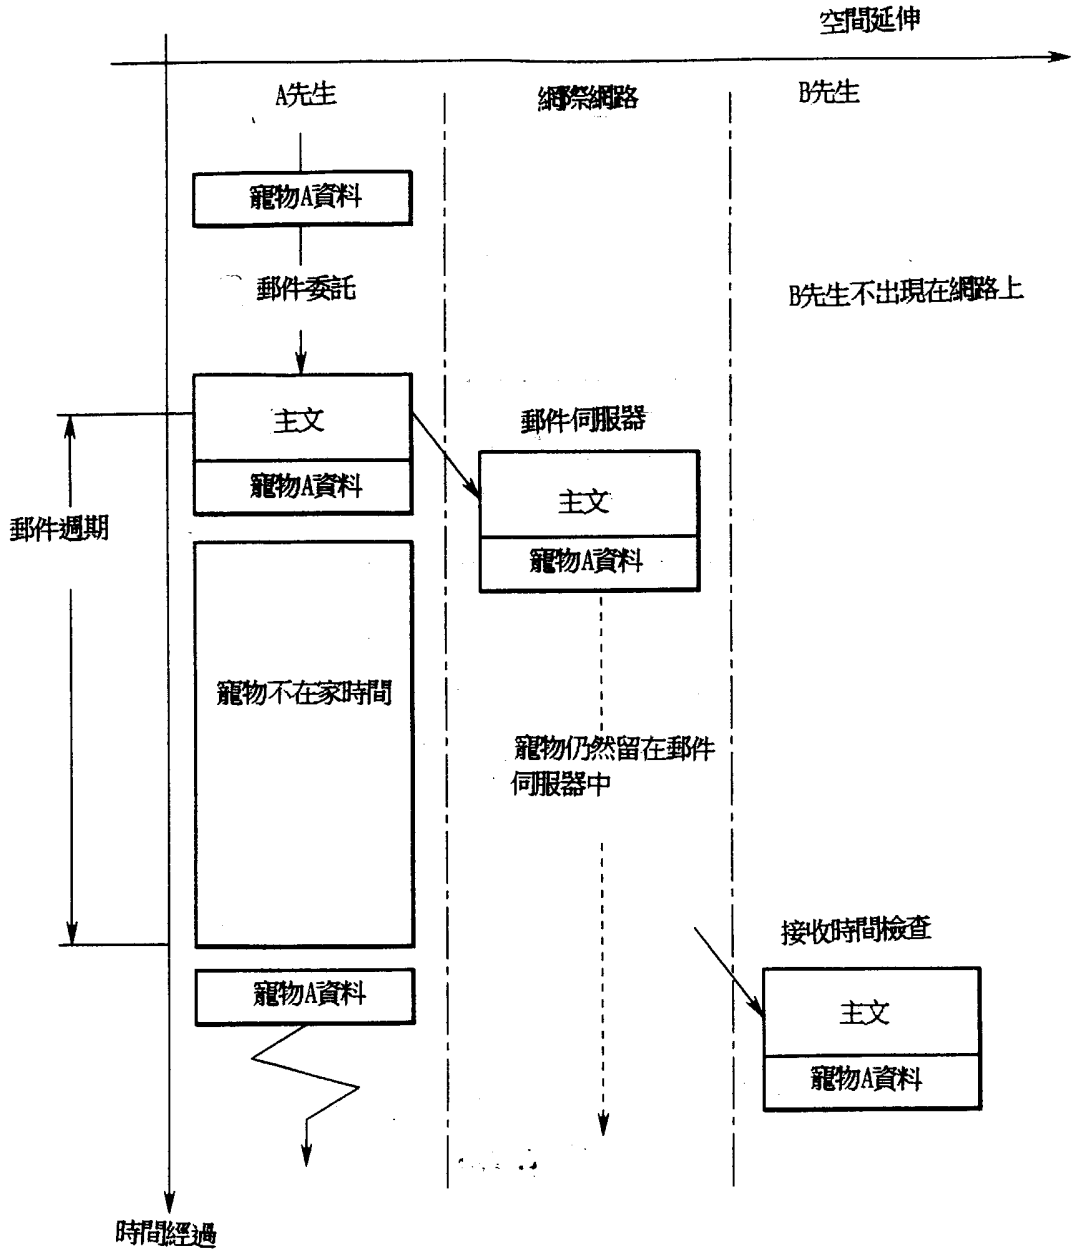 空間延伸
A先生
網際網路
B先生
寵物A資料
郵件委託
B先生不出現在網路上
主文
寵物A資料
郵件伺服器
主文
寵物A資料
郵件週期
寵物不在家時間
寵物仍然留在郵件
伺服器中
接收時間檢查
寵物A資料
主文
寵物A資料
時間經過